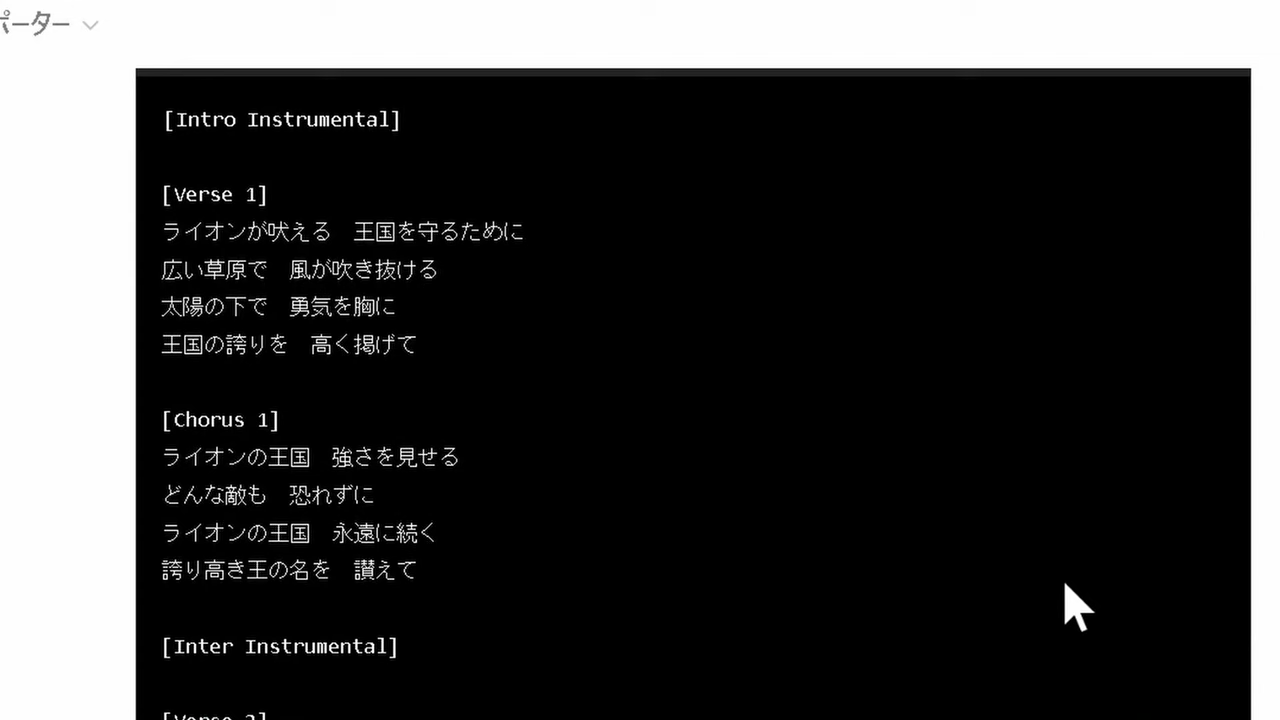 ポーター
[Intro Instrumental]
[Verse 1]
ライオンが吠える　王国を守るために
広い草原で　風が吹き抜ける
太陽の下で　勇気を胸に
王国の誇りを　高く掲げて
[Chorus 1]
ライオンの王国　強さを見せる
どんな敵も　恐れずに
ライオンの王国　永遠に続く
誇り高き王の名を　讃えて
[Inter Instrumental]
[Verse 2]